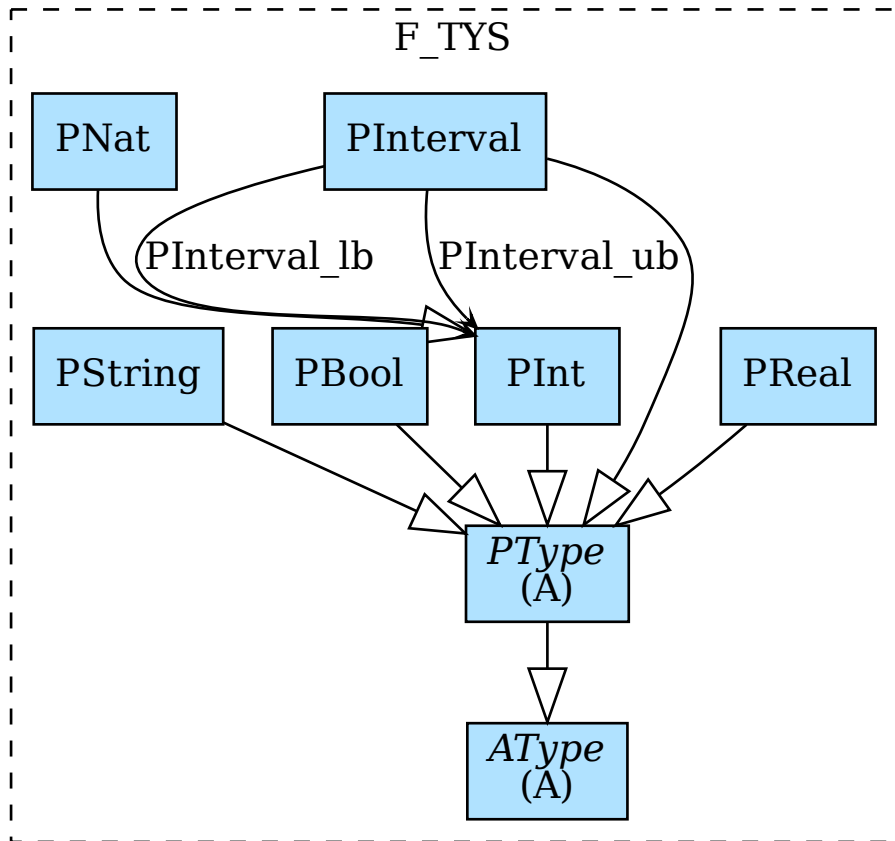 F_TYS
PNat
PInterval
PInterval_lb
PInterval_ub
PString
PBool
PInt
PReal
PType
(A)
AType
(A)